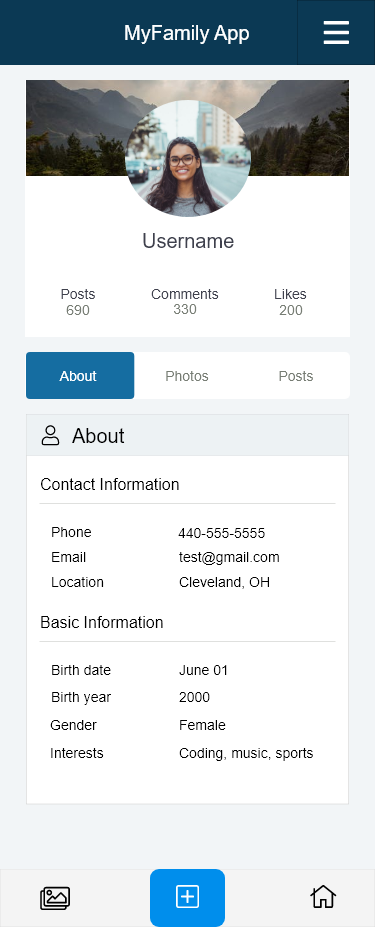 MyFamily App
Username
Posts Comments Likes
690 330 200
About Photos Posts
About
Contact Information
Phone 440-555-5555
Email test@gmail.com
Location Cleveland, OH
Basic Information
Birth date June 01
Birth year 2000
Gender Female
Interests Coding, music, sports